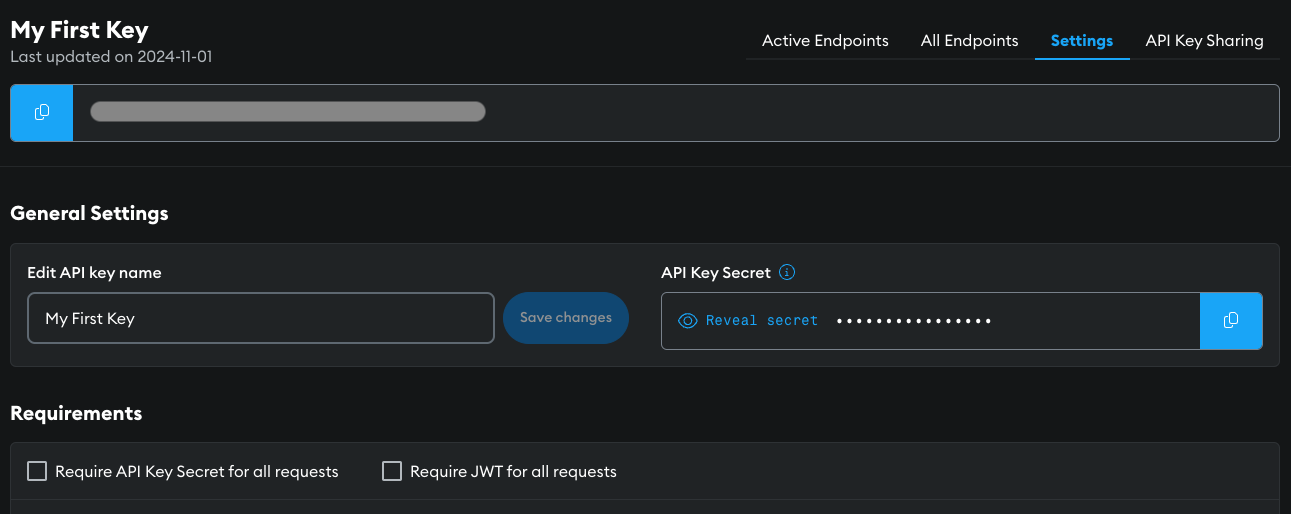 My First Key
Last updated on 2024-11-01
Active Endpoints
All Endpoints
Settings
API Key Sharing
General Settings
Edit API key name
My First Key
Save changes
API Key Secret
Reveal secret ••••••••••••••••
Requirements
Require API Key Secret for all requests
Require JWT for all requests